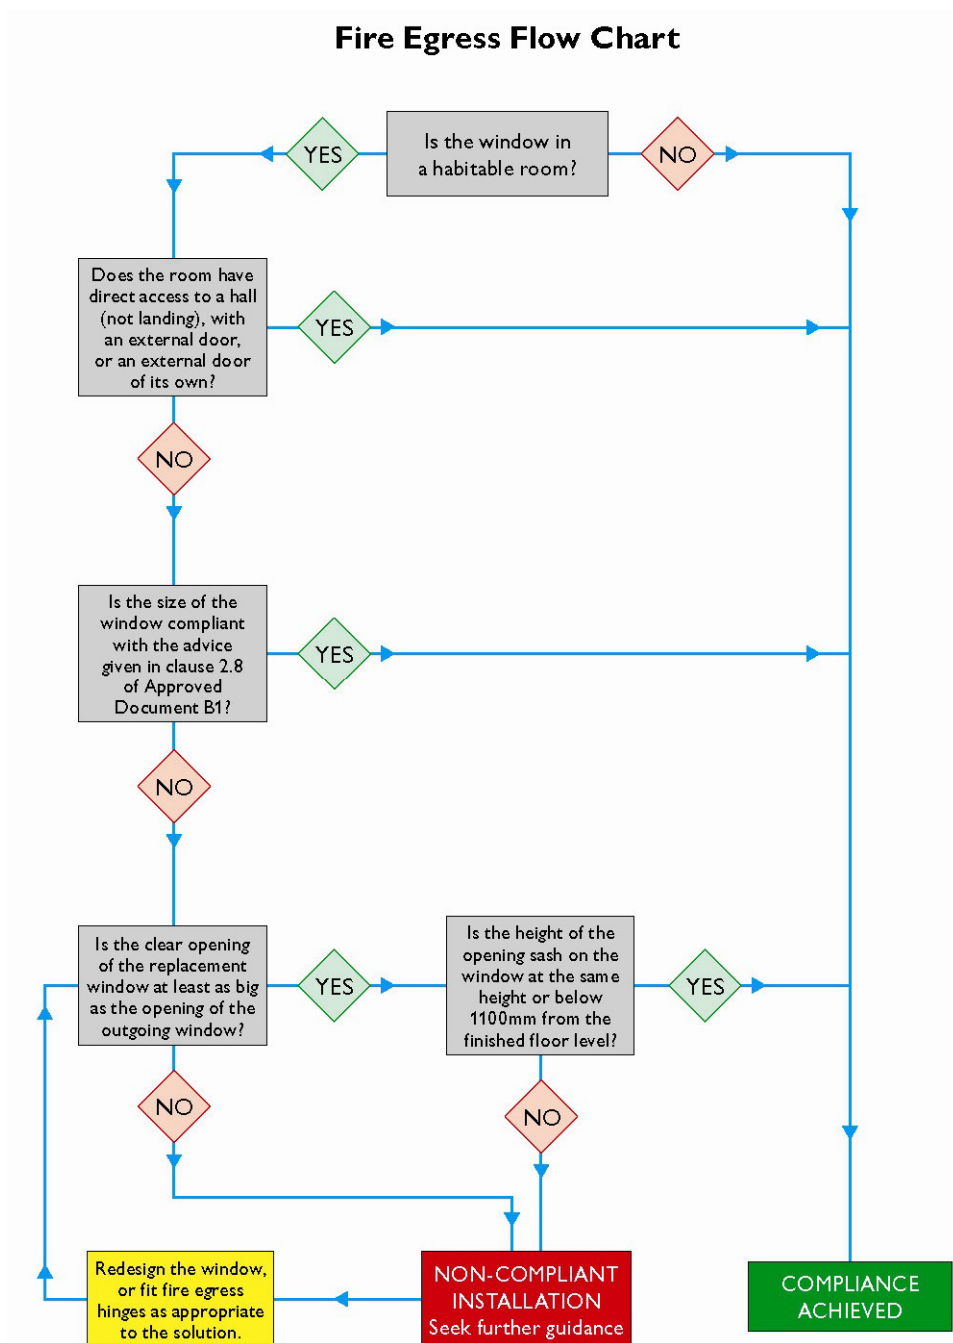 Fire Egress Flow Chart
YES
Is the window in
a habitable room?
NO
Does the room have
direct access to a hall
(not landing), with
an external door,
or an external door
of its own?
YES
NO
Is the size of the
window compliant
with the advice
given in clause 2.8
of Approved
Document B1?
YES
NO
Is the clear opening
of the replacement
window at least as big
as the opening of the
outgoing window?
YES
Is the height of the
opening sash on the
window at the same
height or below
1100mm from the
finished floor level?
YES
NO
NO
Redesign the window,
or fit fire egress
hinges as appropriate
to the solution.
NON-COMPLIANT
INSTALLATION
Seek further guidance
COMPLIANCE
ACHIEVED